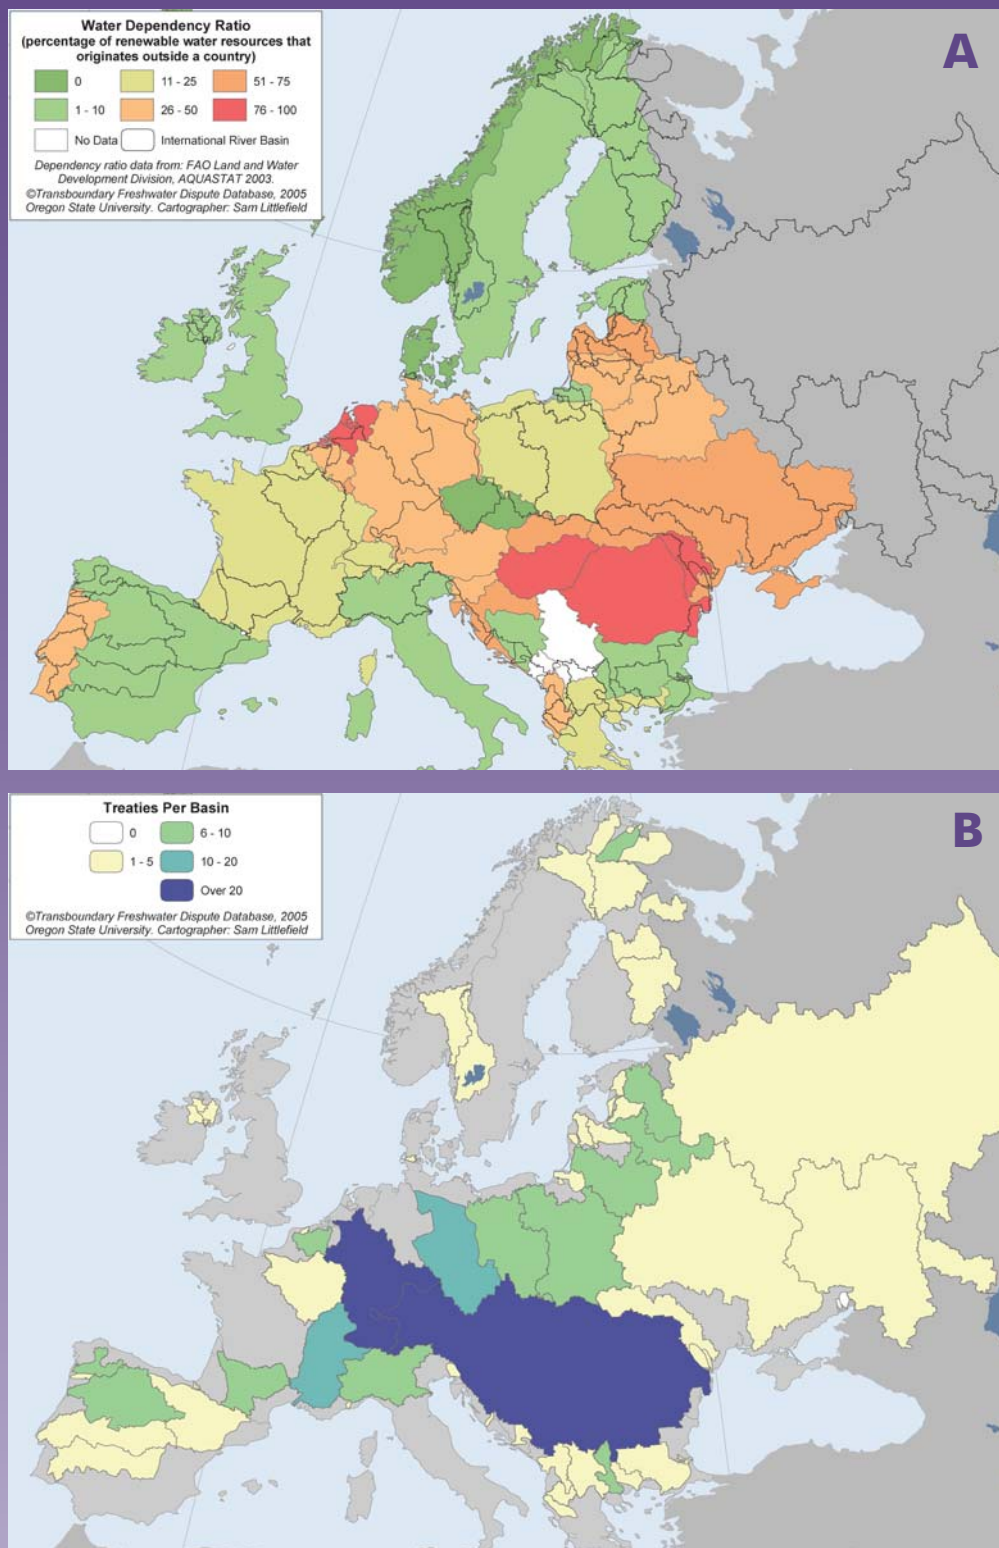 Water Dependency Ratio
(percentage of renewable water resources that
originates outside a country)
0
11 - 25
51 - 75
1 - 10
26 - 50
76 - 100
No Data
International River Basin
Dependency ratio data from: FAO Land and Water
Development Division, AQUASTAT 2003.
©Transboundary Freshwater Dispute Database, 2005
Oregon State University. Cartographer: Sam Littlefield
A
Treaties Per Basin
0
6 - 10
1 - 5
10 - 20
Over 20
©Transboundary Freshwater Dispute Database, 2005
Oregon State University. Cartographer: Sam Littlefield
B